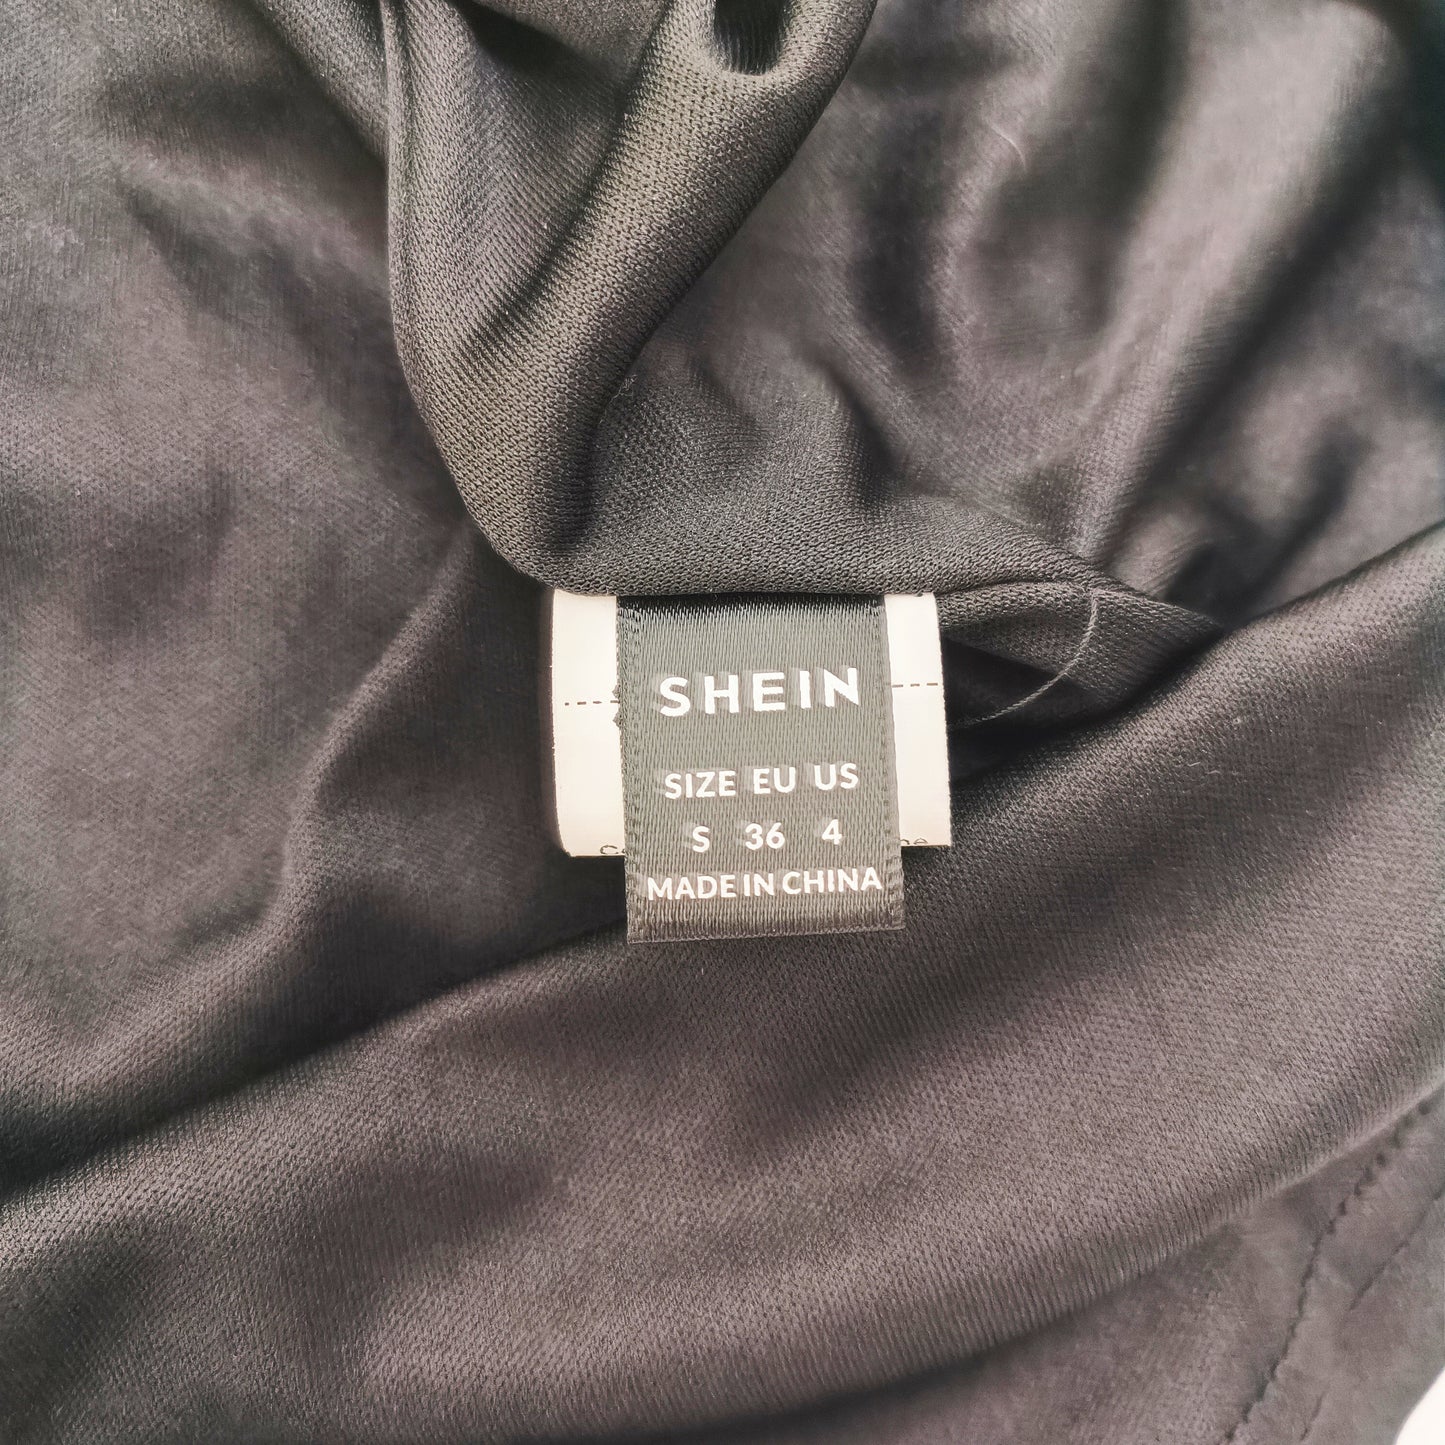 SHEIN
SIZE EU US
S 36 4
MADE IN CHINA